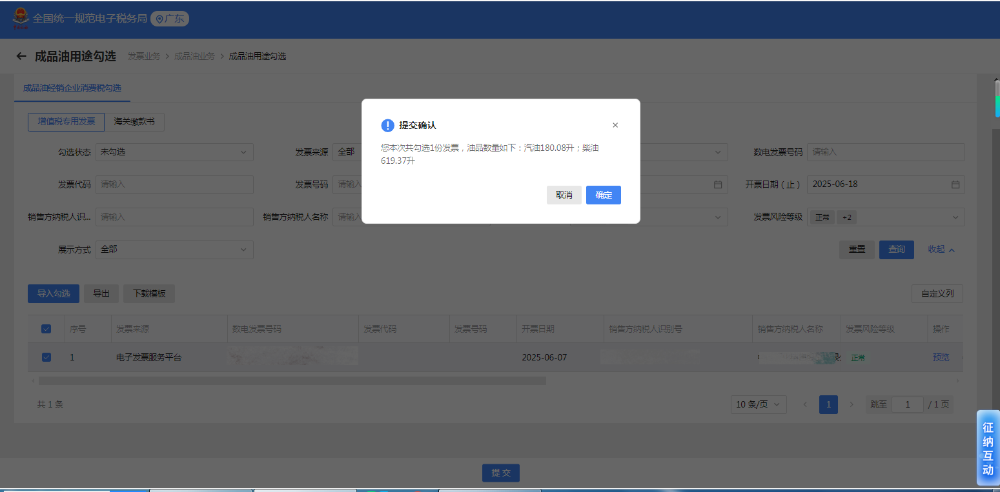 全国统一规范电子税务局 广东
成品油用途勾选 发票业务 > 成品油业务 > 成品油用途勾选
成品油经销企业消费税勾选
增值税专用发票 海关缴款书
提交确认
您本次共勾选1份发票，油品数量如下：汽油180.08升；柴油
619.37升
取消 确定
勾选状态 未勾选 发票来源 全部 数电发票号码 请输入
发票代码 请输入 发票号码 请输入 开票日期（止） 2025-06-18
销售方纳税人识... 请输入 销售方纳税人名称 请输入 发票风险等级 正常 +2
展示方式 全部 重置 查询 收起
导入勾选 导出 下载模板 自定义列
序号 发票来源 数电发票号码 发票代码 发票号码 开票日期 销售方纳税人识别号 销售方纳税人名称 发票风险等级 操作
1 电子发票服务平台 2025-06-07 正常 预览
共 1 条 10 条/页 1 跳至 1 / 1 页
提交
征纳互动